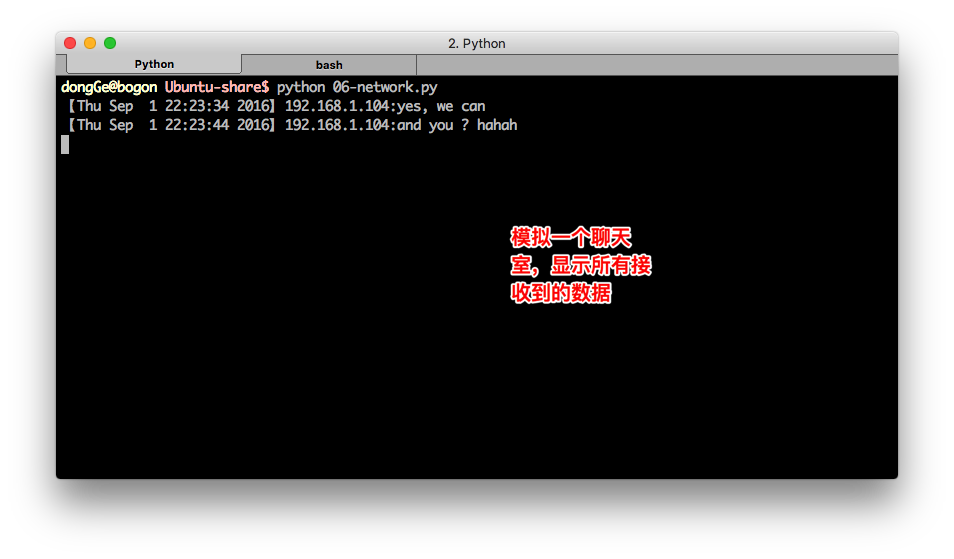 2. Python
Python
bash
dongGe@bogon Ubuntu-share$ python 06-network.py
【Thu Sep  1 22:23:34 2016】192.168.1.104:yes, we can
【Thu Sep  1 22:23:44 2016】192.168.1.104:and you ? hahah
模拟一个聊天
室，显示所有接
收到的数据